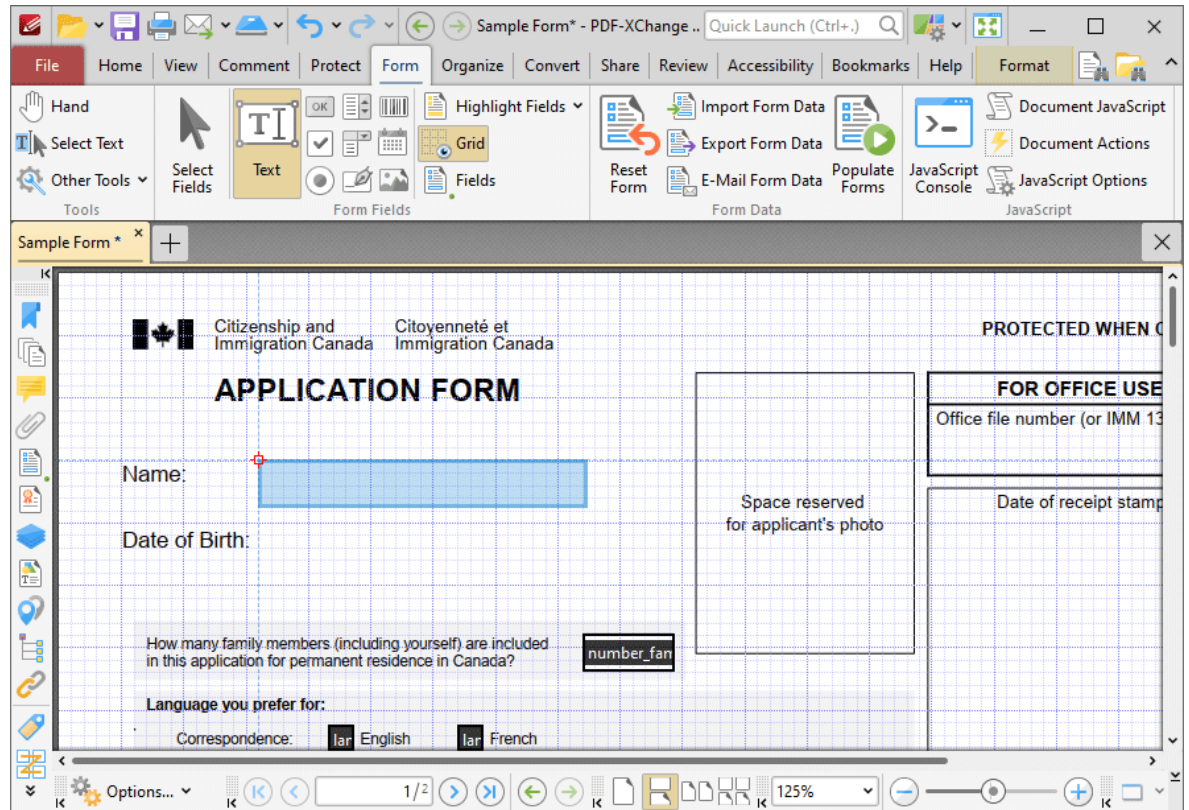 Sample Form* - PDF-XChange .. Quick Launch (Ctrl+.)
File Home View Comment Protect Form Organize Convert Share Review Accessibility Bookmarks Help Format
Hand
Select Text
Other Tools
Tools
Select Fields
Text
OK
Highlight Fields
Grid
Fields
Form Fields
Reset Form
Import Form Data
Export Form Data
E-Mail Form Data
Populate Forms
Form Data
JavaScript Console
Document JavaScript
Document Actions
JavaScript Options
JavaScript
Sample Form *
Citizenship and Immigration Canada
Citoyenneté et Immigration Canada
PROTECTED WHEN
APPLICATION FORM
FOR OFFICE USE
Office file number (or IMM 13
Name:
Space reserved
for applicant's photo
Date of receipt stamp
Date of Birth:
How many family members (including yourself) are included
in this application for permanent residence in Canada?
number_fam
Language you prefer for:
Correspondence: lar English lar French
Options... 1/2 125%